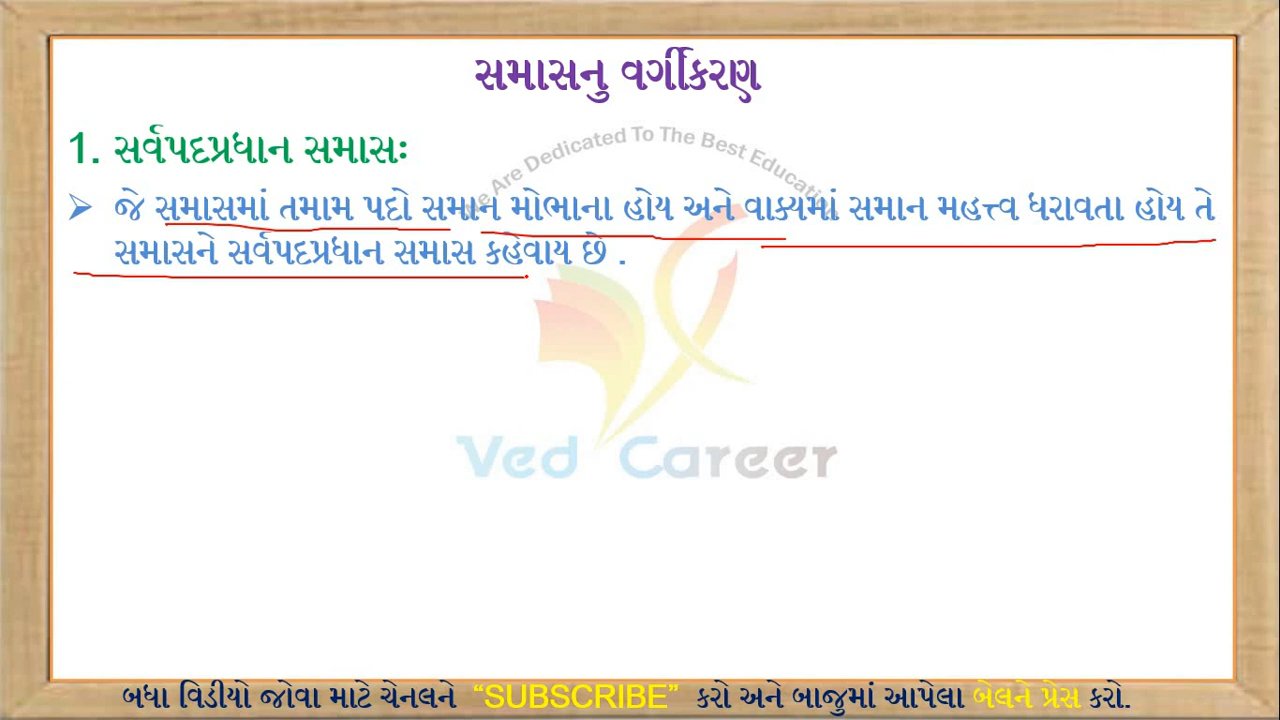 સમાસનુ વર્ગીકરણ
We Are Dedicated To The Best Education
1. સર્વપદપ્રધાન સમાસઃ
➢ જે સમાસમાં તમામ પદો સમાન મોભાના હોય અને વાક્યમાં સમાન મહત્ત્વ ધરાવતા હોય તે
સમાસને સર્વપદપ્રધાન સમાસ કહેવાય છે .
Ved Career
બધા વિડીયો જોવા માટે ચેનલને “SUBSCRIBE” કરો અને બાજુમાં આપેલા બેલને પ્રેસ કરો.